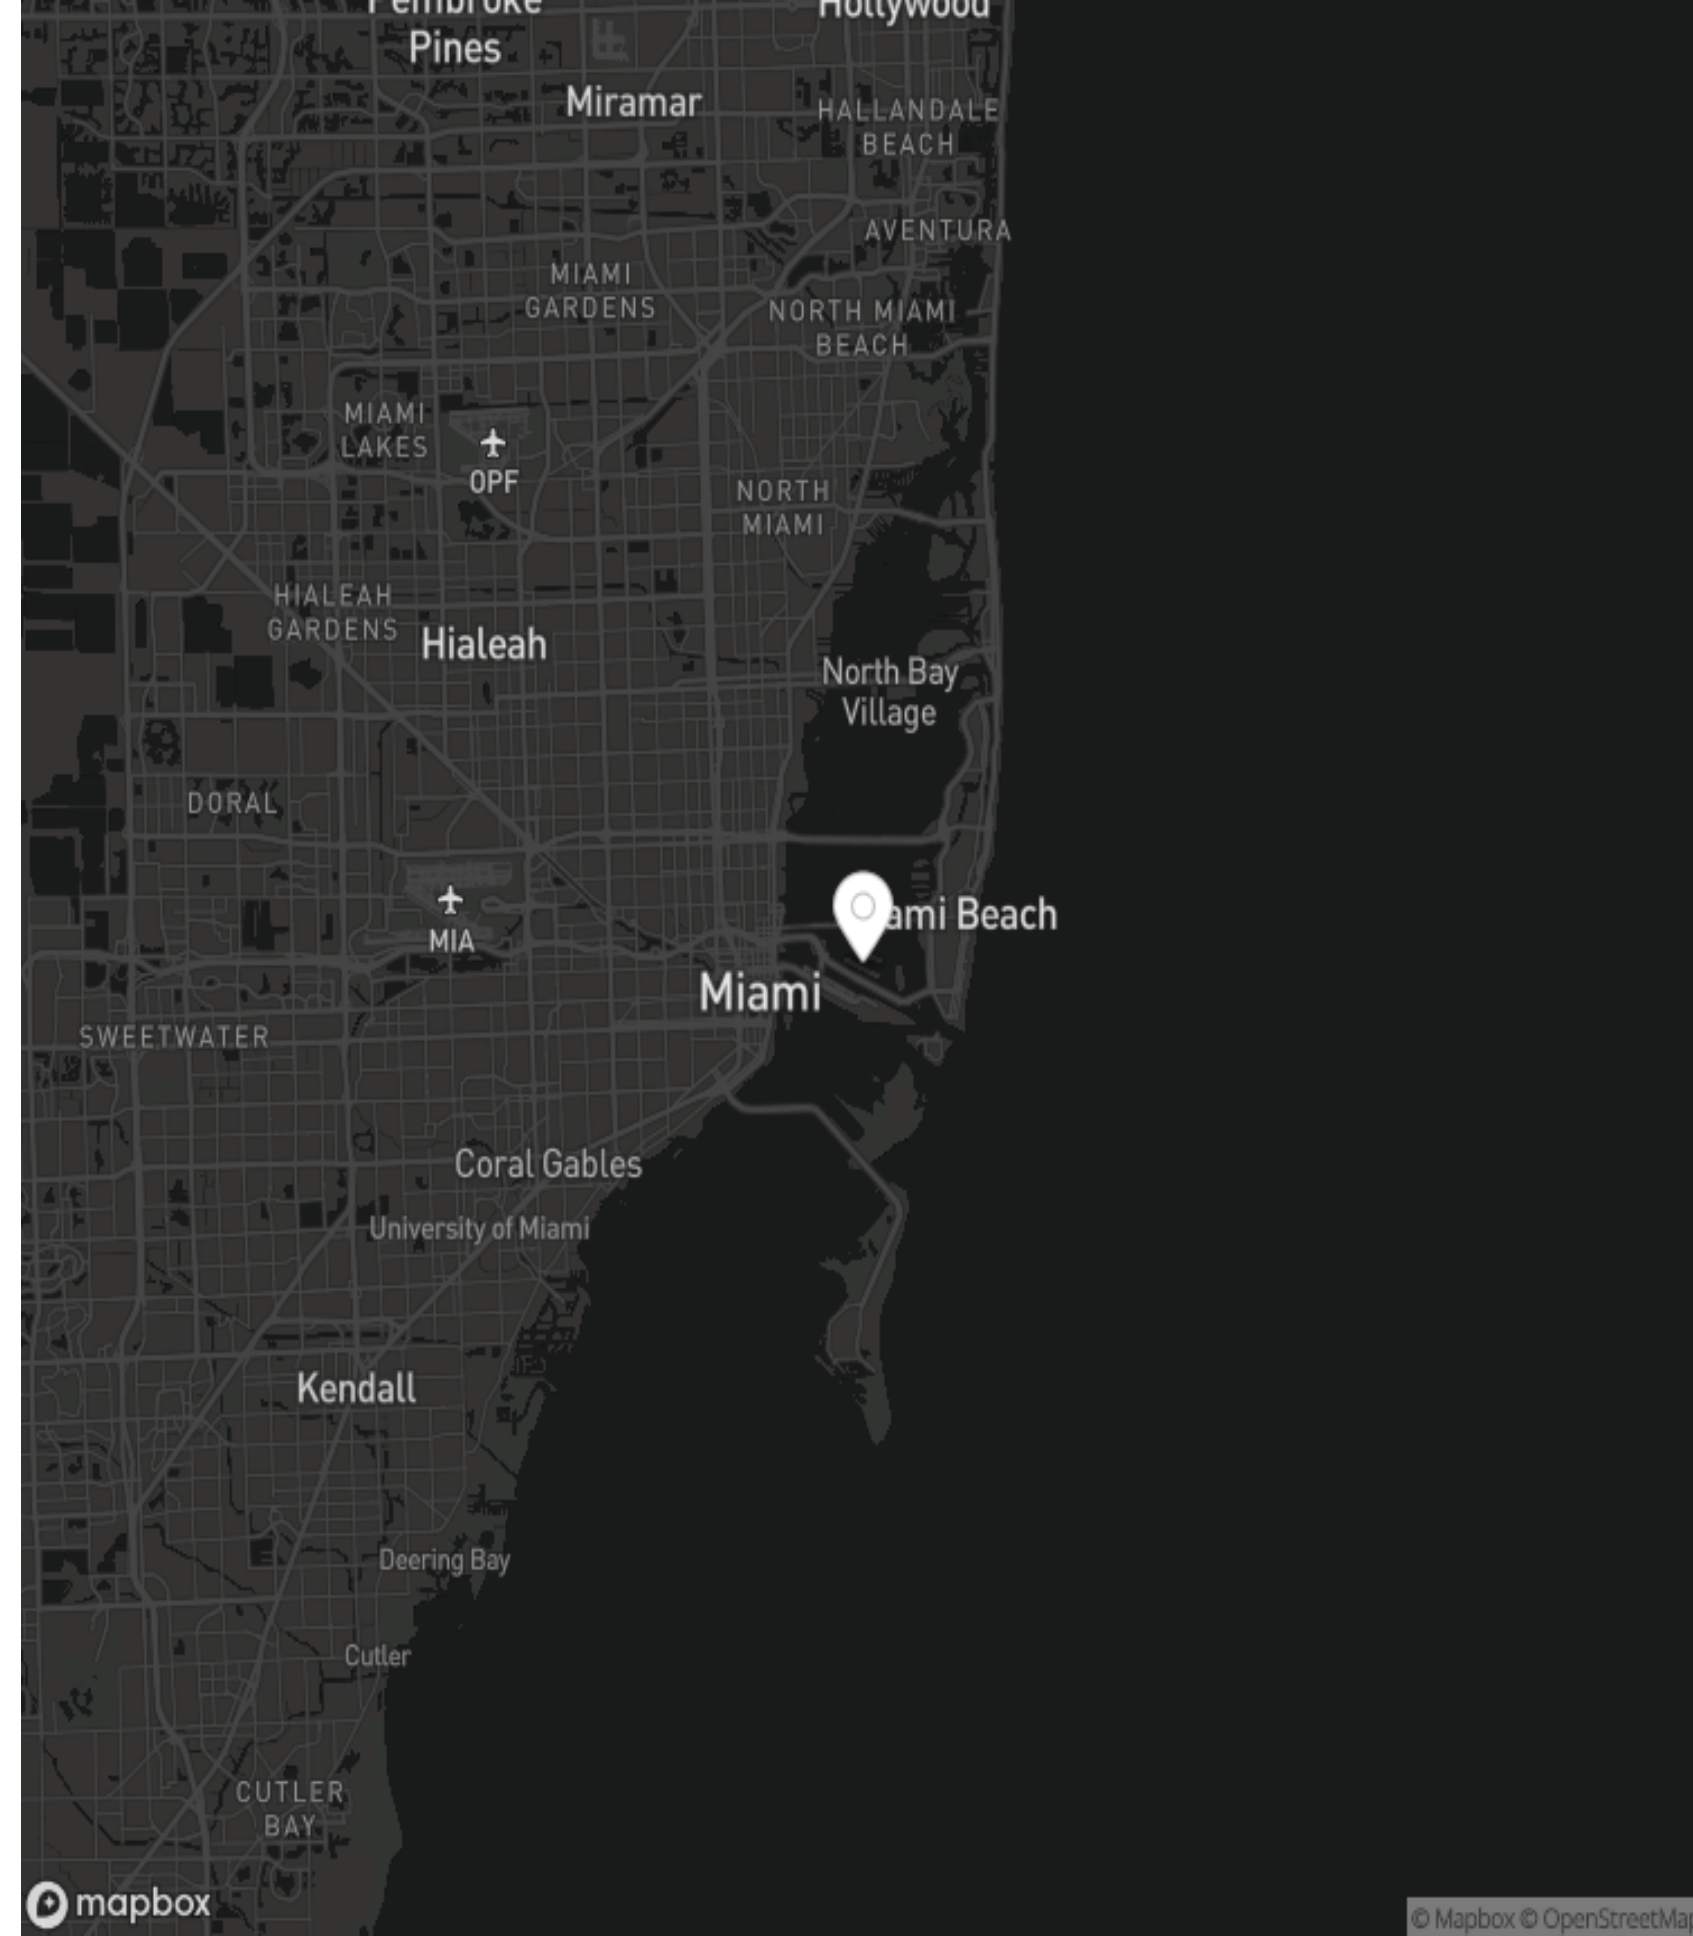 Pembroke
Pines
Hollywood
Miramar
HALLANDALE
BEACH
AVENTURA
MIAMI
GARDENS
NORTH MIAMI
BEACH
MIAMI
LAKES
OPF
NORTH
MIAMI
HIALEAH
GARDENS
Hialeah
North Bay
Village
DORAL
ami Beach
MIA
Miami
SWEETWATER
Coral Gables
University of Miami
Kendall
Deering Bay
Cutler
CUTLER
BAY
mapbox
© Mapbox © OpenStreetMap